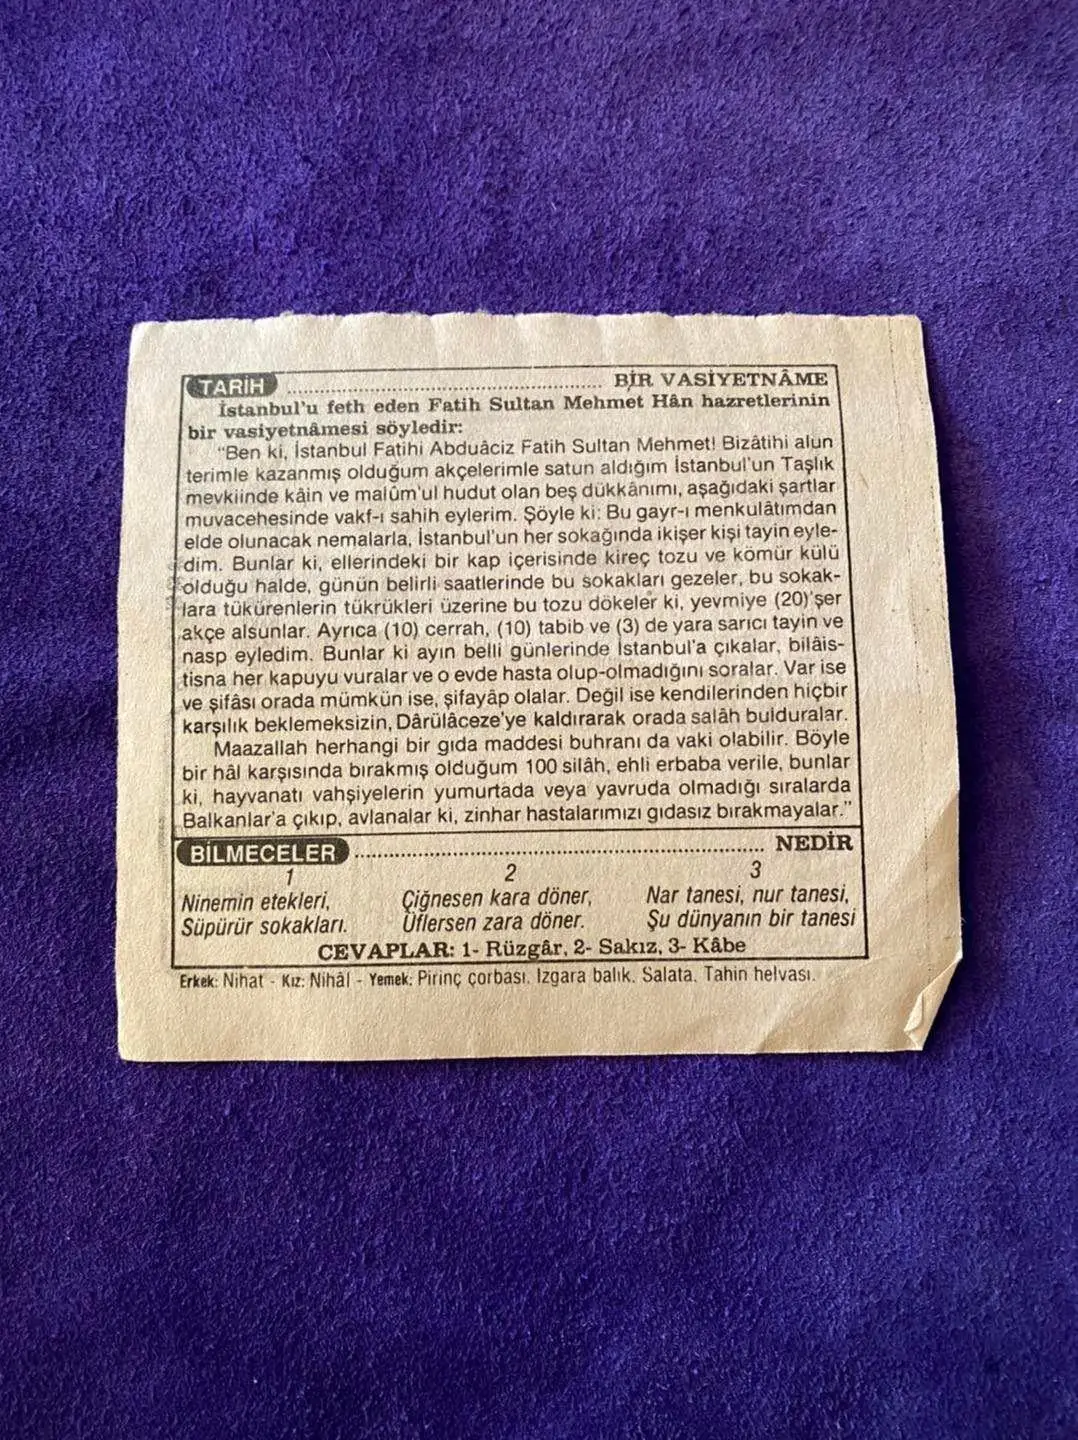 TARİH ........................................................ BİR VASİYETNÂME
İstanbul'u feth eden Fatih Sultan Mehmet Hân hazretlerinin
bir vasiyetnâmesi söyledir:
"Ben ki, İstanbul Fatihi Abduâciz Fatih Sultan Mehmet! Bizâtihi alun
terimle kazanmış olduğum akçelerimle satun aldığım İstanbul'un Taşlık
mevkiinde kâin ve malûm'ul hudut olan beş dükkânımı, aşağıdaki şartlar
muvacehesinde vakf-ı sahih eylerim. Şöyle ki: Bu gayr-ı menkulâtımdan
elde olunacak nemalarla, İstanbul'un her sokağında ikişer kişi tayin eyle-
dim. Bunlar ki, ellerindeki bir kap içerisinde kireç tozu ve kömür külü
olduğu halde, günün belirli saatlerinde bu sokakları gezeler, bu sokak-
lara tükürenlerin tükrükleri üzerine bu tozu dökeler ki, yevmiye (20)'şer
akçe alsunlar. Ayrıca (10) cerrah, (10) tabib ve (3) de yara sarıcı tayin ve
nasp eyledim. Bunlar ki ayın belli günlerinde İstanbul'a çıkalar, bilâis-
tisna her kapuyu vuralar ve o evde hasta olup-olmadığını soralar. Var ise
ve şifâsı orada mümkün ise, şifayâp olalar. Değil ise kendilerinden hiçbir
karşılık beklemeksizin, Dârülâceze'ye kaldırarak orada salâh bulduralar.
Maazallah herhangi bir gıda maddesi buhranı da vaki olabilir. Böyle
bir hâl karşısında bırakmış olduğum 100 silâh, ehli erbaba verile, bunlar
ki, hayvanatı vahşiyelerin yumurtada veya yavruda olmadığı sıralarda
Balkanlar'a çıkıp, avlanalar ki, zinhar hastalarımızı gıdasız bırakmayalar."
BİLMECELER ........................................................ NEDİR
1 2 3
Ninemin etekleri, Çiğnesen kara döner, Nar tanesi, nur tanesi,
Süpürür sokakları. Üflersen zara döner. Şu dünyanın bir tanesi
CEVAPLAR: 1- Rüzgâr, 2- Sakız, 3- Kâbe
Erkek: Nihat - Kız: Nihâl - Yemek: Pirinç çorbası. Izgara balık. Salata. Tahin helvası.